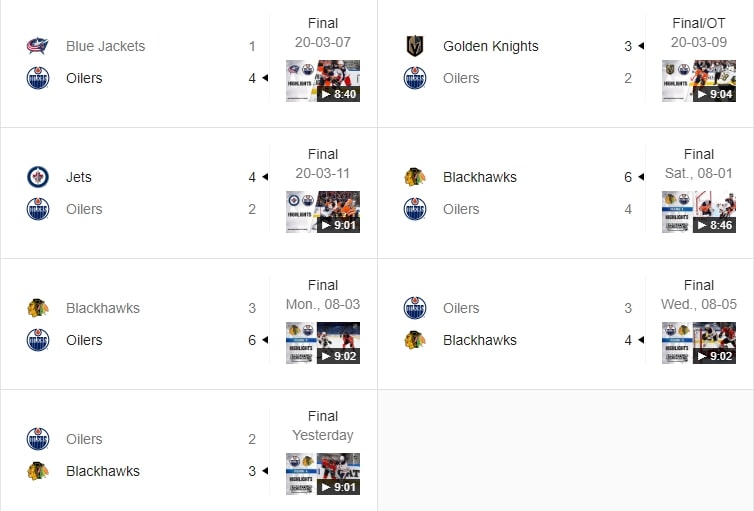 Final
Blue Jackets 1 20-03-07
Oilers 4
8:40
Final/OT
Golden Knights 3 20-03-09
Oilers 2
9:04
Final
Jets 4 20-03-11
Oilers 2
HIGHLIGHTS
9:01
Final
Blackhawks 6 Sat., 08-01
Oilers 4
HIGHLIGHTS
8:46
Final
Blackhawks 3 Mon., 08-03
Oilers 6
HIGHLIGHTS
9:02
Final
Oilers 3 Wed., 08-05
Blackhawks 4
HIGHLIGHTS
9:02
Final
Oilers 2 Yesterday
Blackhawks 3
HIGHLIGHTS
9:01